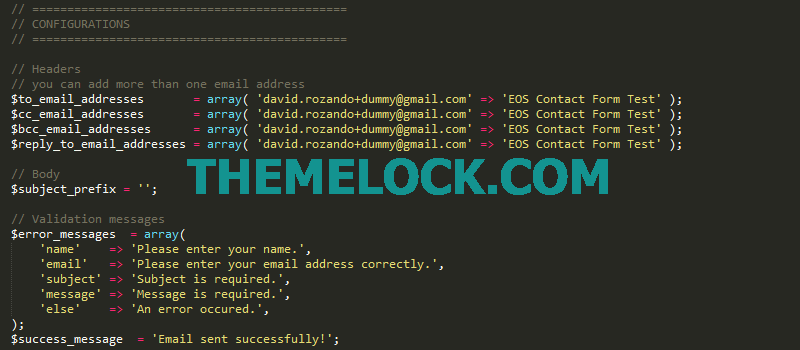 // =============================================
// CONFIGURATIONS
// =============================================
// Headers
// you can add more than one email address
$to_email_addresses       = array( 'david.rozando+dummy@gmail.com' => 'EOS Contact Form Test' );
$cc_email_addresses       = array( 'david.rozando+dummy@gmail.com' => 'EOS Contact Form Test' );
$bcc_email_addresses      = array( 'david.rozando+dummy@gmail.com' => 'EOS Contact Form Test' );
$reply_to_email_addresses = array( 'david.rozando+dummy@gmail.com' => 'EOS Contact Form Test' );
// Body
THEMELOCK.COM
$subject_prefix = '';
// Validation messages
$error_messages  = array(
    'name'    => 'Please enter your name.',
    'email'   => 'Please enter your email address correctly.',
    'subject' => 'Subject is required.',
    'message' => 'Message is required.',
    'else'    => 'An error occured.',
);
$success_message  = 'Email sent successfully!';